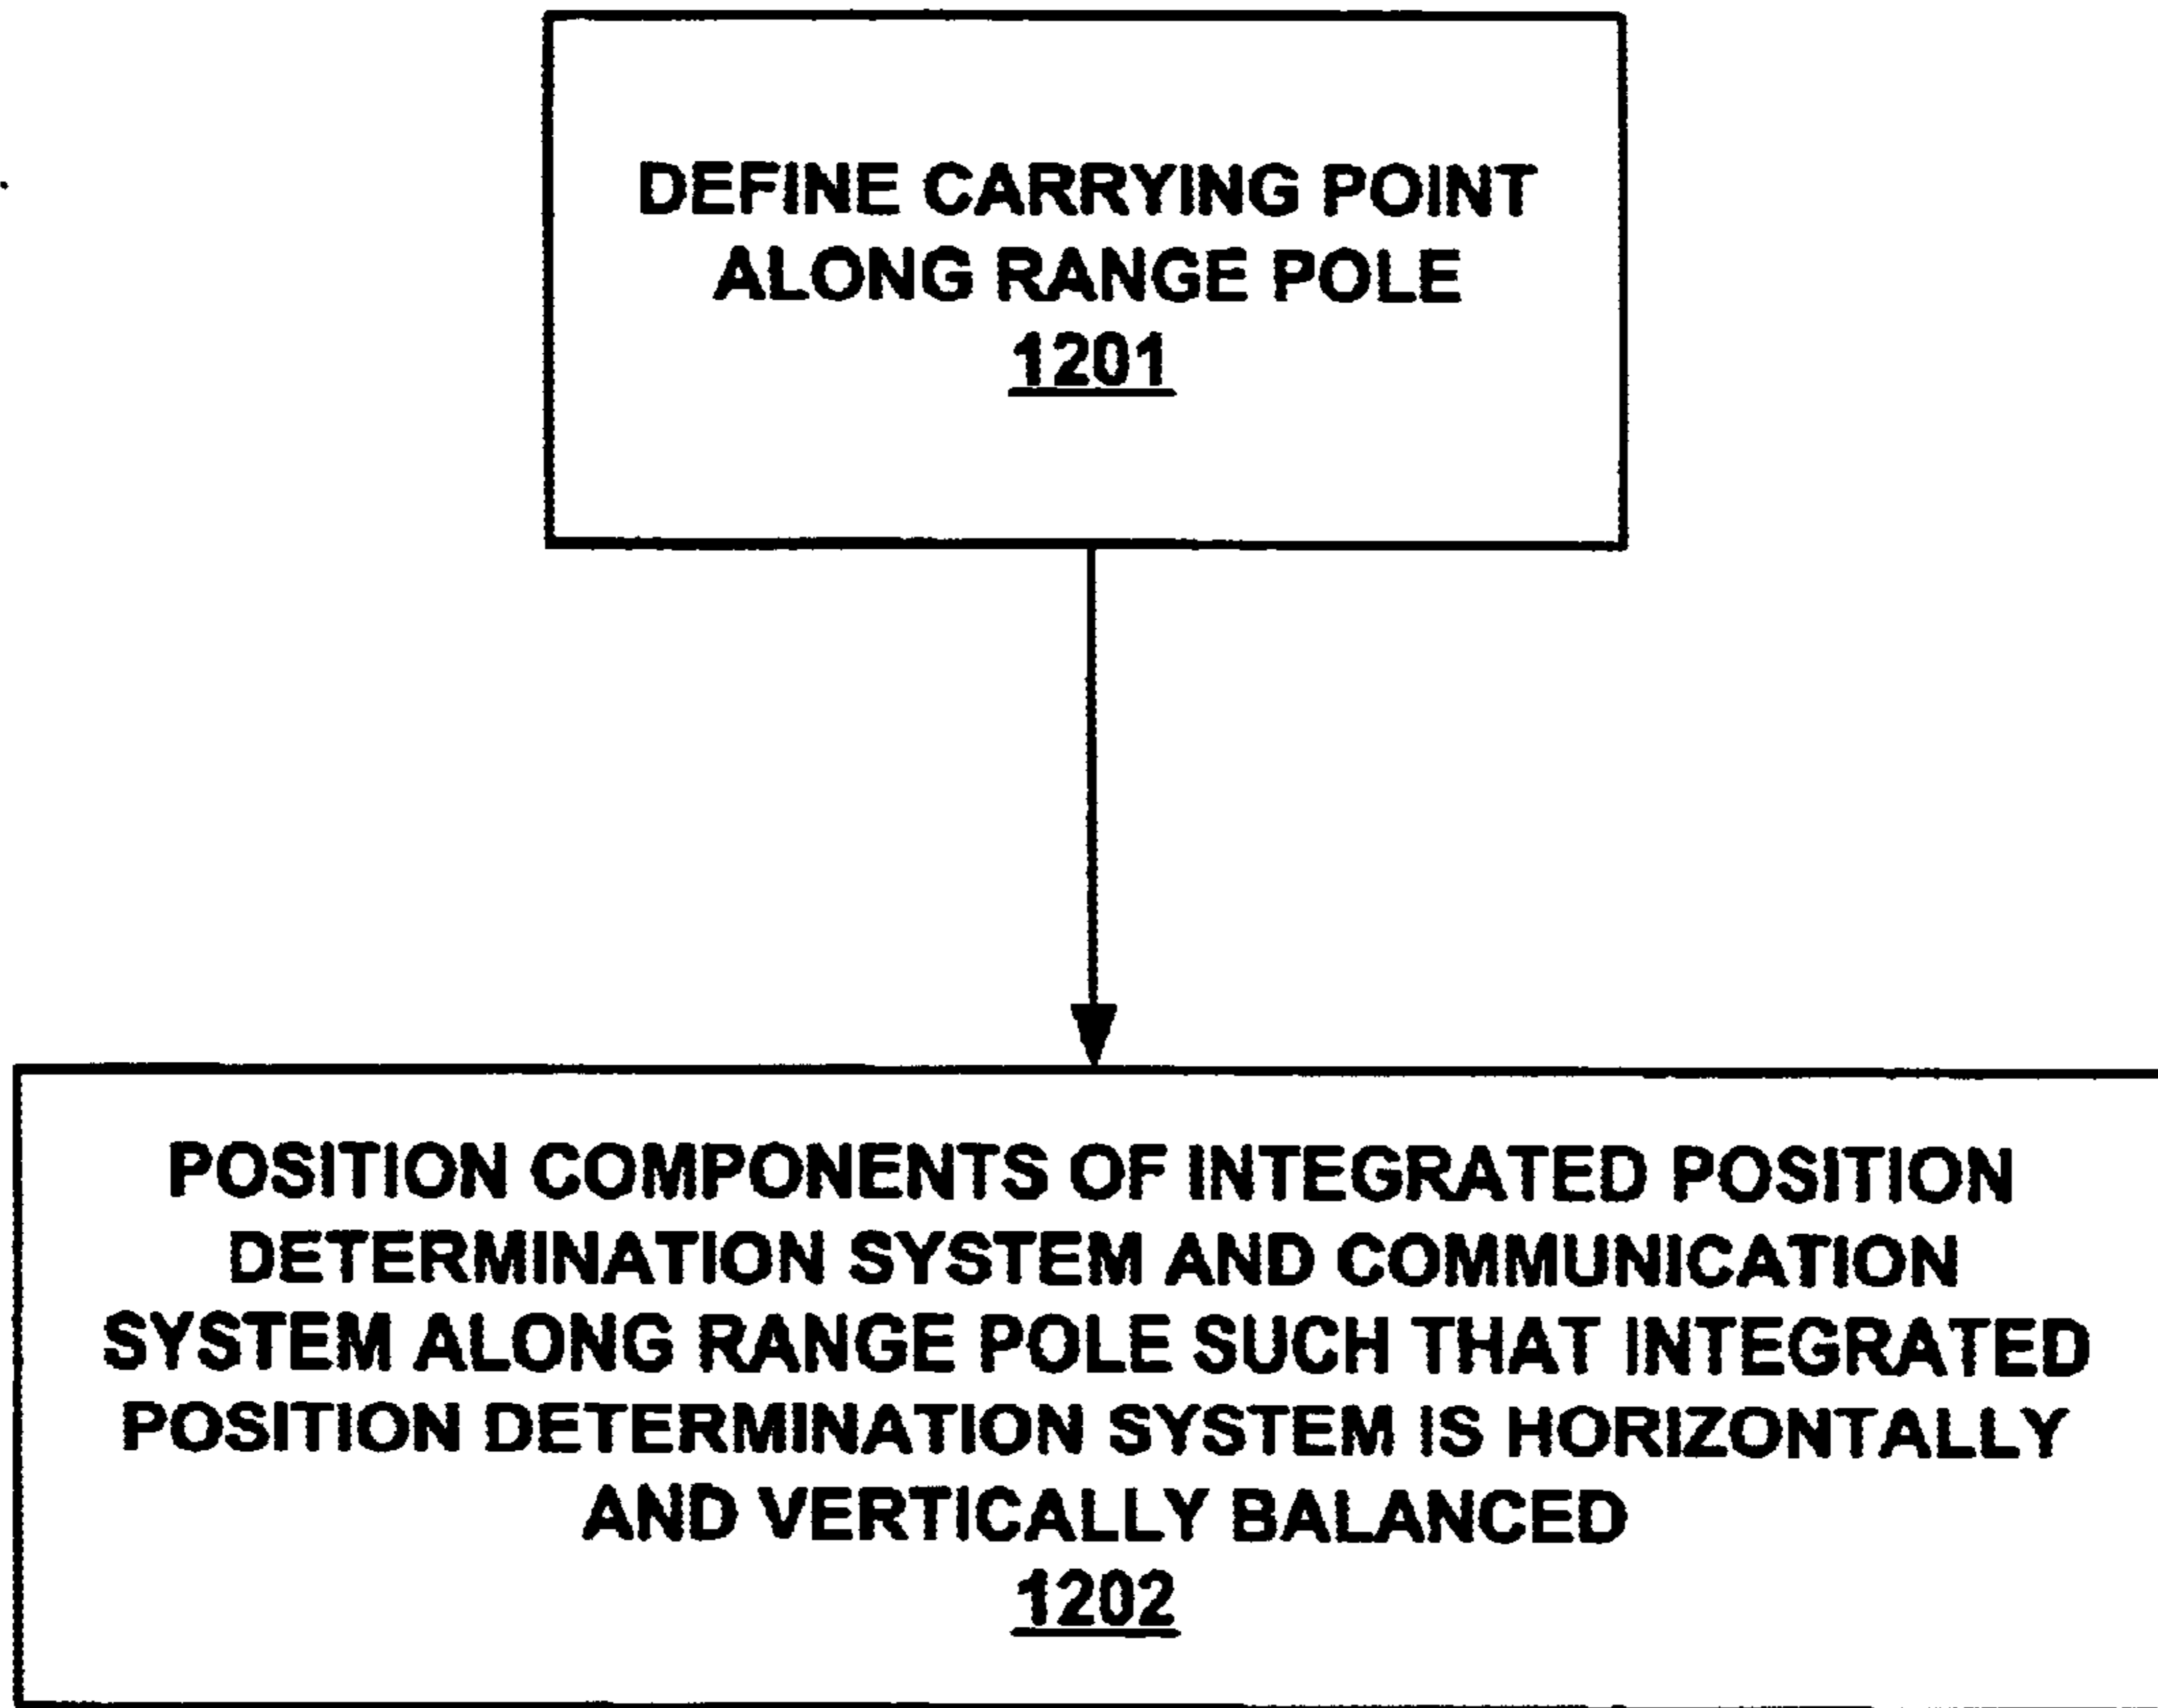 DEFINE CARRYING POINT
ALONG RANGE POLE
1201
POSITION COMPONENTS OF INTEGRATED POSITION
DETERMINATION SYSTEM AND COMMUNICATION
SYSTEM ALONG RANGE POLE SUCH THAT INTEGRATED
POSITION DETERMINATION SYSTEM IS HORIZONTALLY
AND VERTICALLY BALANCED
1202